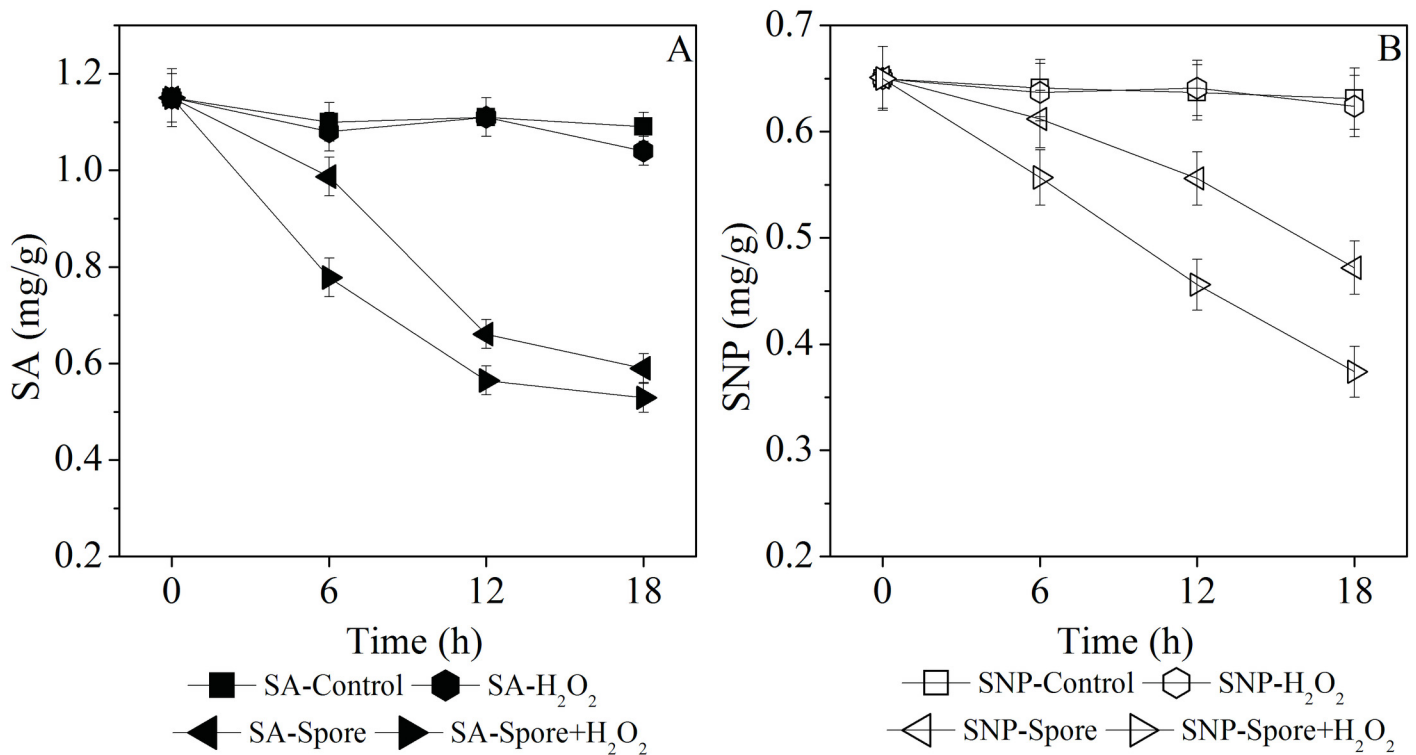 A
SA (mg/g)
1.2
1.0
0.8
0.6
0.4
0.2
0 6 12 18
Time (h)
SA-Control SA-H₂O₂
SA-Spore SA-Spore+H₂O₂
B
SNP (mg/g)
0.7
0.6
0.5
0.4
0.3
0.2
0 6 12 18
Time (h)
SNP-Control SNP-H₂O₂
SNP-Spore SNP-Spore+H₂O₂